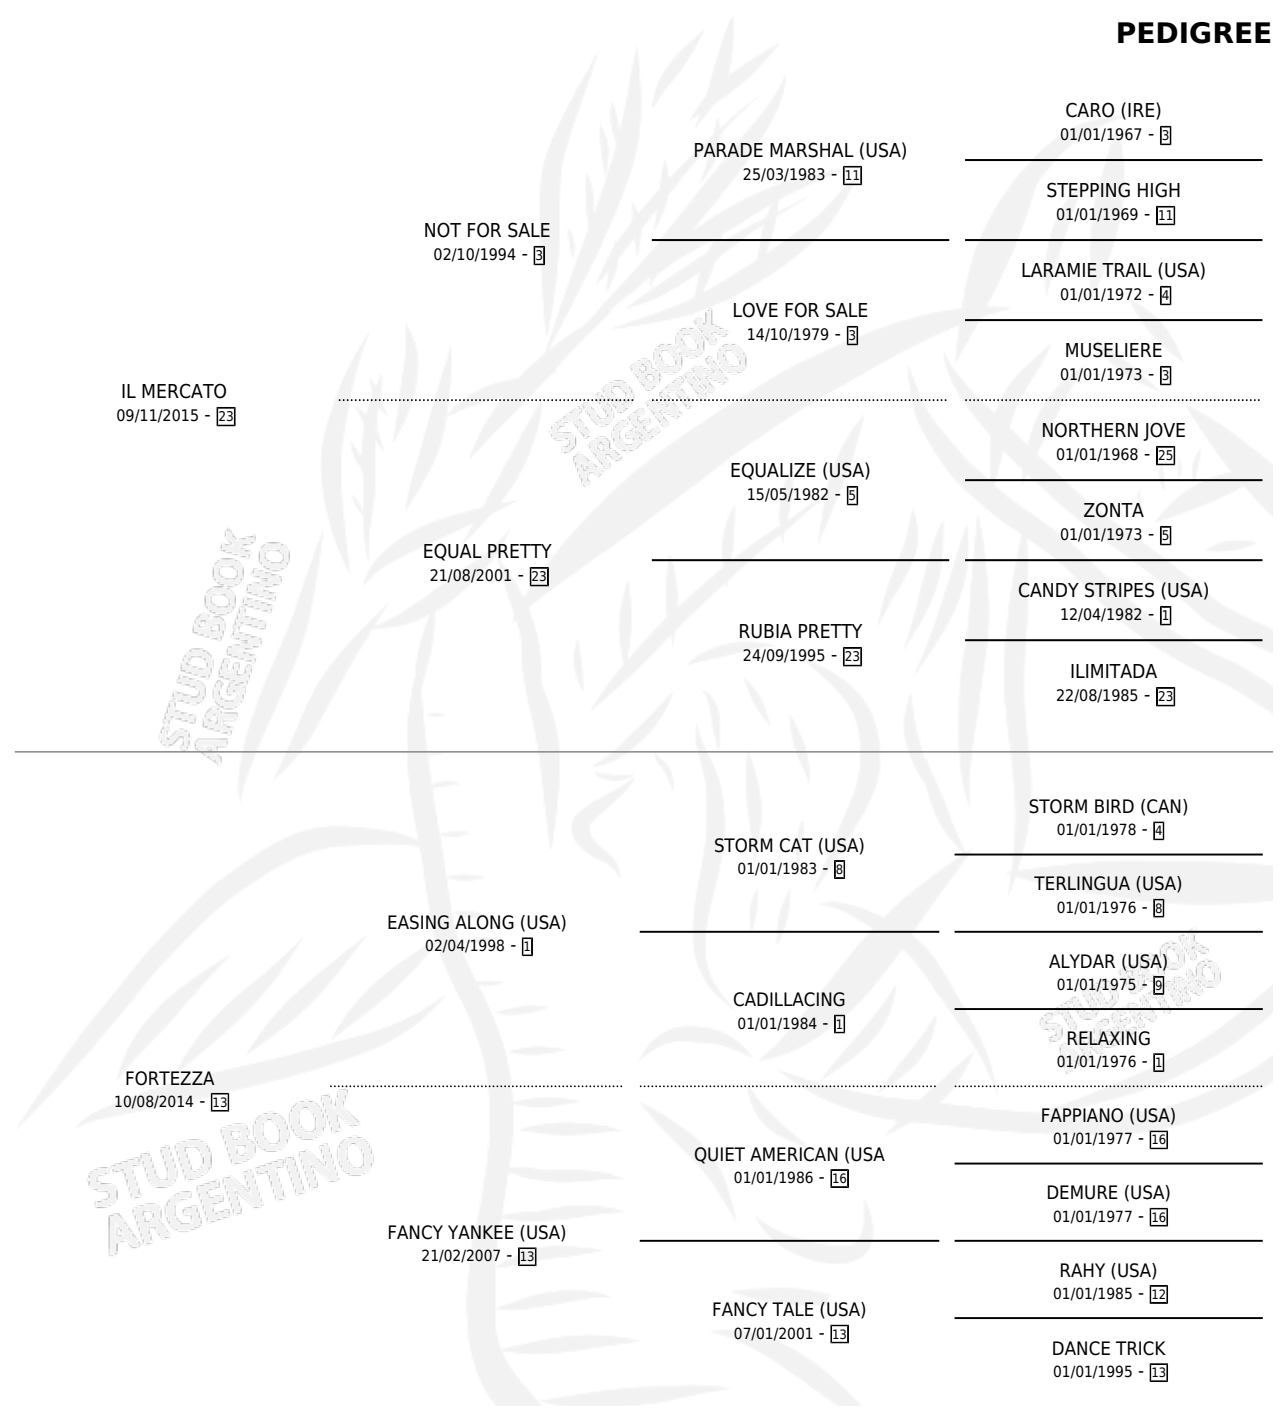 PEDIGREE
CARO (IRE)
01/01/1967 - 3
PARADE MARSHAL (USA)
25/03/1983 - 11
STEPPING HIGH
01/01/1969 - 11
NOT FOR SALE
02/10/1994 - 3
LARAMIE TRAIL (USA)
01/01/1972 - 4
LOVE FOR SALE
14/10/1979 - 3
MUSELIERE
01/01/1973 - 3
IL MERCATO
09/11/2015 - 23
NORTHERN JOVE
01/01/1968 - 25
EQUALIZE (USA)
15/05/1982 - 5
ZONTA
01/01/1973 - 5
EQUAL PRETTY
21/08/2001 - 23
CANDY STRIPES (USA)
12/04/1982 - 1
RUBIA PRETTY
24/09/1995 - 23
ILIMITADA
22/08/1985 - 23
STORM BIRD (CAN)
01/01/1978 - 4
STORM CAT (USA)
01/01/1983 - 8
TERLINGUA (USA)
01/01/1976 - 8
EASING ALONG (USA)
02/04/1998 - 1
ALYDAR (USA)
01/01/1975 - 9
CADILLACING
01/01/1984 - 1
RELAXING
01/01/1976 - 1
FORTEZZA
10/08/2014 - 13
FAPPIANO (USA)
01/01/1977 - 16
QUIET AMERICAN (USA
01/01/1986 - 16
DEMURE (USA)
01/01/1977 - 16
FANCY YANKEE (USA)
21/02/2007 - 13
RAHY (USA)
01/01/1985 - 12
FANCY TALE (USA)
07/01/2001 - 13
DANCE TRICK
01/01/1995 - 13
STUD BOOK
ARGENTINO
STUD BOOK
ARGENTINO
STUD BOOK
ARGENTINO
STUD BOOK
ARGENTINO